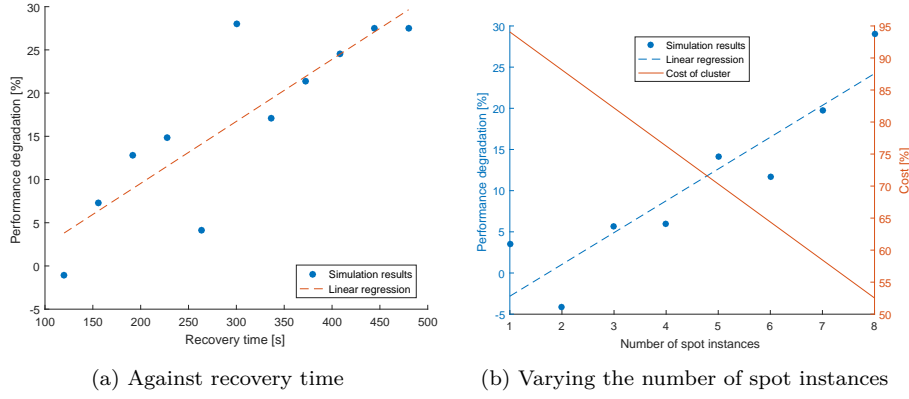 30
25
20
15
10
5
0
-5
Performance degradation [%]
100 150 200 250 300 350 400 450 500
Recovery time [s]
Simulation results
Linear regression
(a) Against recovery time
30
25
20
15
10
5
0
-5
Performance degradation [%]
Simulation results
Linear regression
Cost of cluster
95
90
85
80
75
70
65
60
55
50
Cost [%]
1 2 3 4 5 6 7 8
Number of spot instances
(b) Varying the number of spot instances